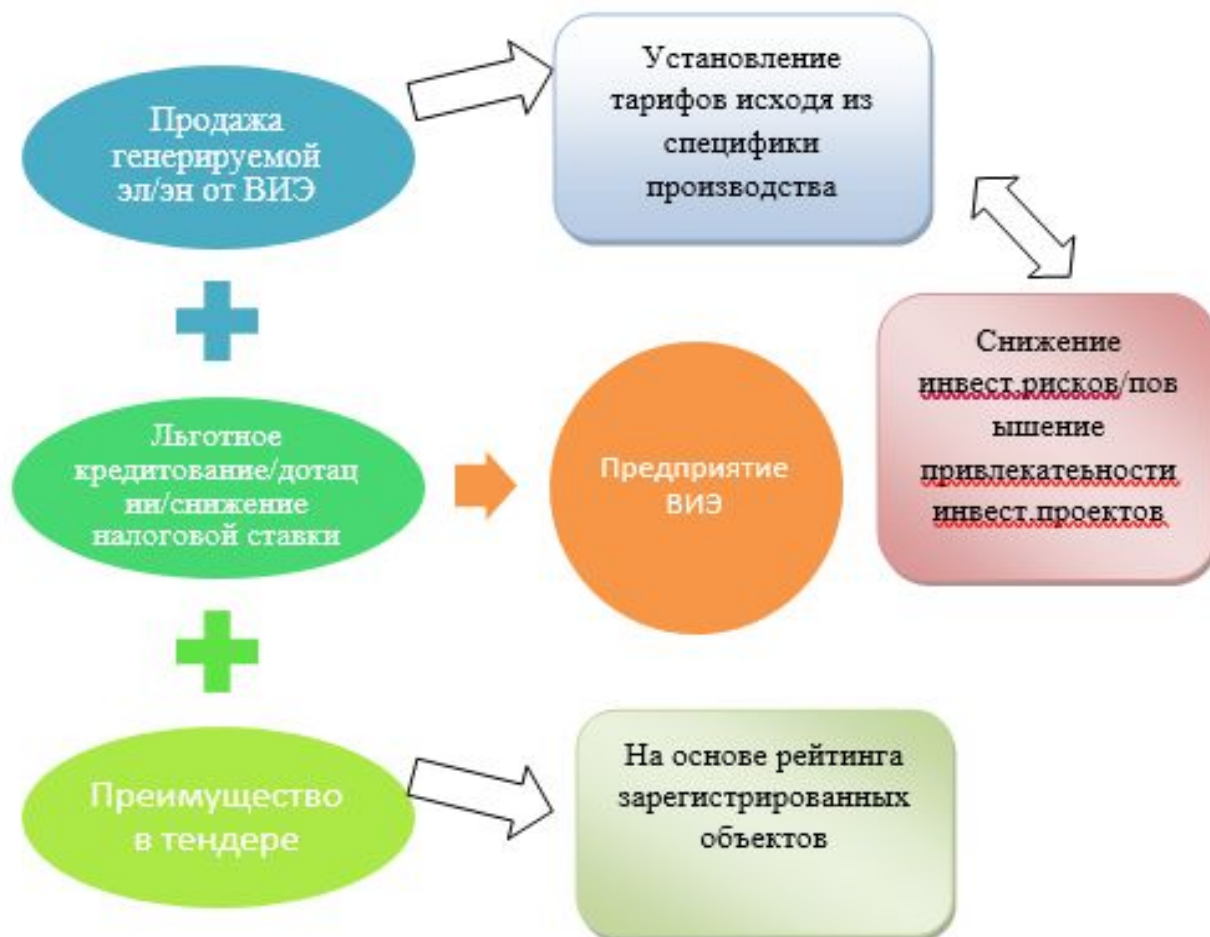 Продажа
генерируемой
эл/эн от ВИЭ
Установление
тарифов исходя из
специфики
производства
Снижение
инвест.рисков/пов
ышение
привлекатеьности
инвест.проектов
Льготное
кредитование/дотац
ии/снижение
налоговой ставки
Предприятие
ВИЭ
Преимущество
в тендере
На основе рейтинга
зарегистрированных
объектов